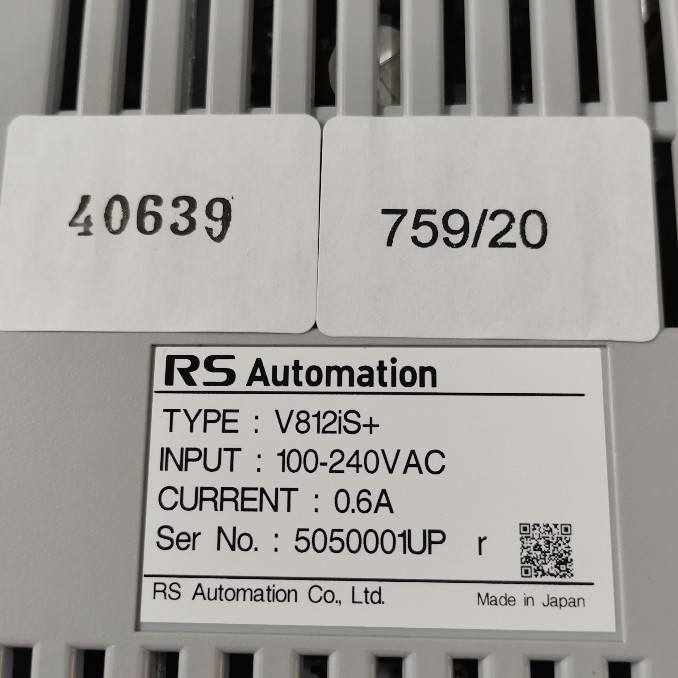 40639
759/20
RS Automation
TYPE : V812iS+
INPUT : 100-240VAC
CURRENT : 0.6A
Ser No. : 5050001UP r
RS Automation Co., Ltd.
Made in Japan